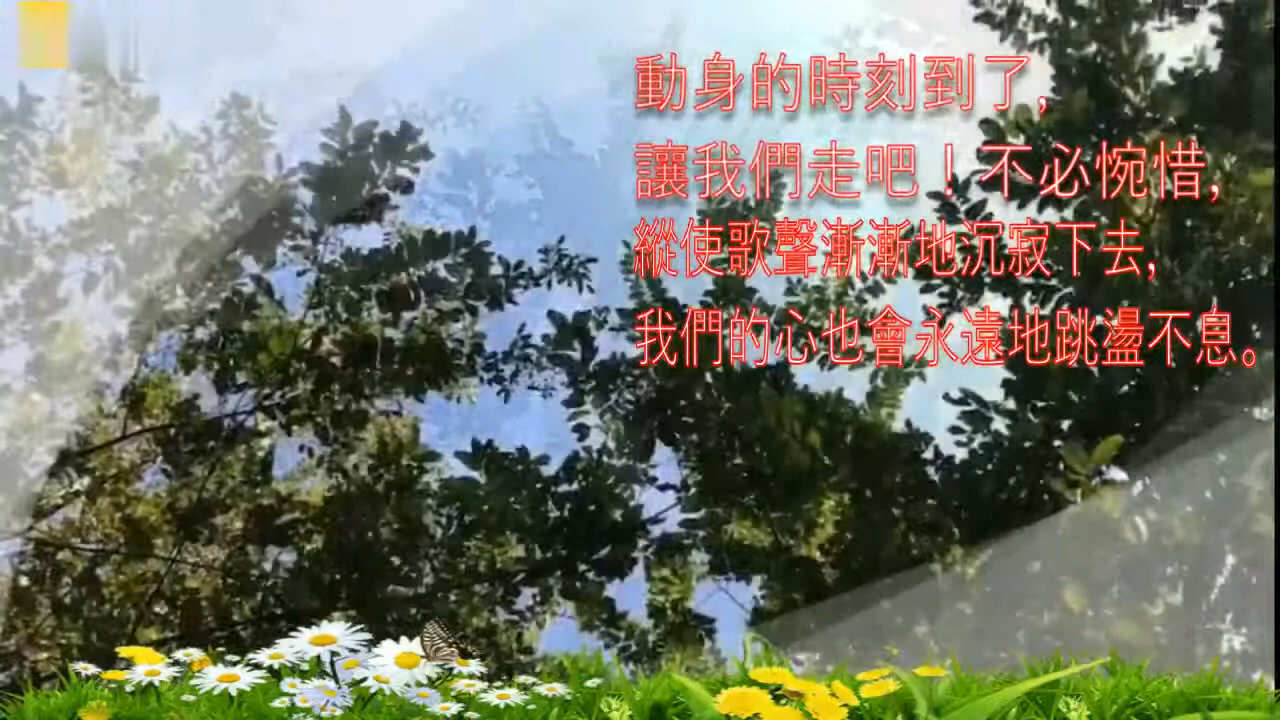 動身的時刻到了,
讓我們走吧！不必惋惜,
縱使歌聲漸漸地沉寂下去,
我們的心也會永遠地跳盪不息。